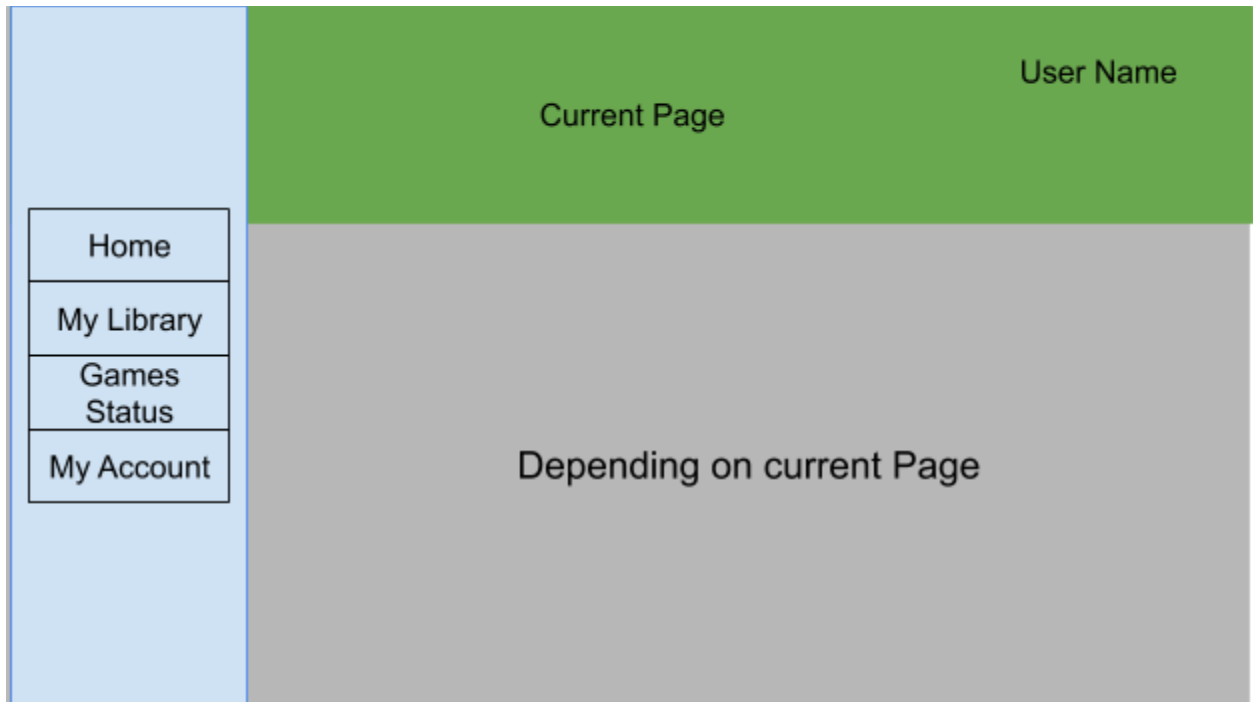 User Name
Current Page
Home
My Library
Games
Status
My Account
Depending on current Page